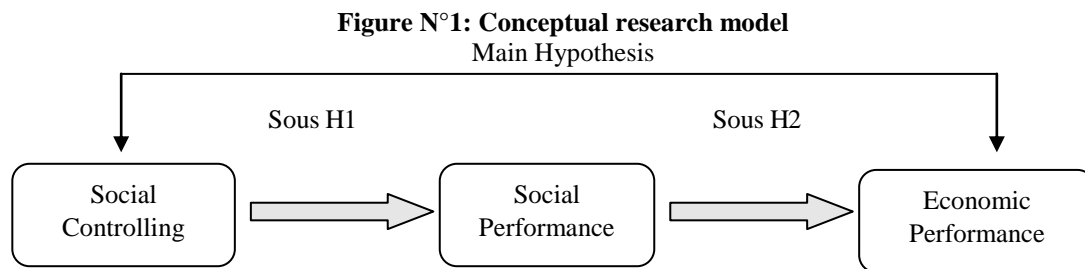 Figure N°1: Conceptual research model
Main Hypothesis
Sous H1
Sous H2
Social
Controlling
Social
Performance
Economic
Performance